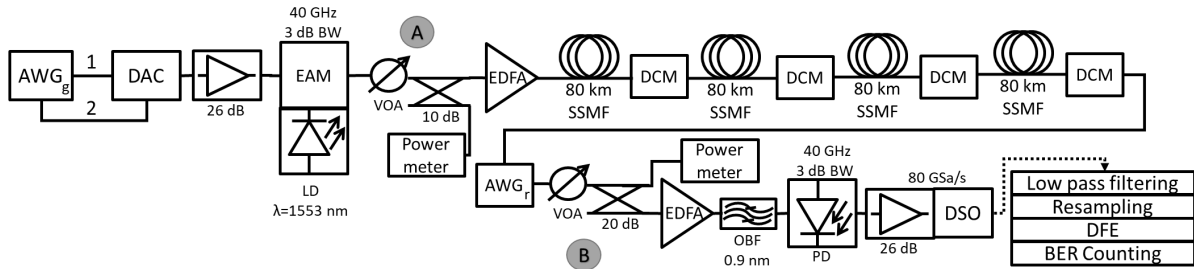 40 GHz
3 dB BW
A
AWG
g
1
2
DAC
26 dB
EAM
LD
λ=1553 nm
VOA
10 dB
Power
meter
EDFA
80 km
SSMF
DCM
80 km
SSMF
DCM
80 km
SSMF
DCM
80 km
SSMF
DCM
AWG
r
VOA
20 dB
B
Power
meter
EDFA
OBF
0.9 nm
40 GHz
3 dB BW
PD
80 GSa/s
26 dB
DSO
Low pass filtering
Resampling
DFE
BER Counting